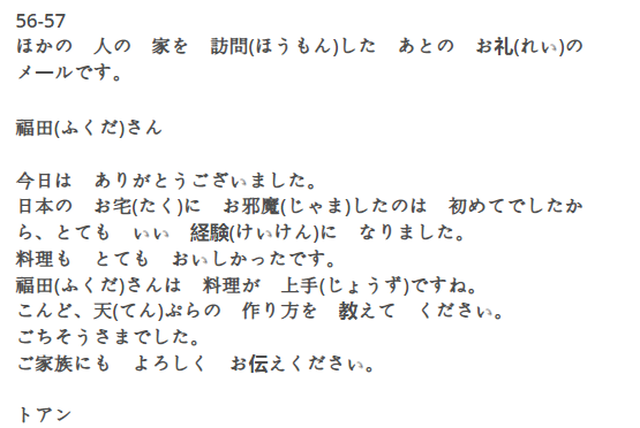 56-57
ほかの　人の　家を　訪問(ほうもん)した　あとの　お礼(れい)の
メールです。
福田(ふくだ)さん
今日は　ありがとうございました。
日本の　お宅(たく)に　お邪魔(じゃま)したのは　初めてでしたか
ら、とても　いい　経験(けいけん)に　なりました。
料理も　とても　おいしかったです。
福田(ふくだ)さんは　料理が　上手(じょうず)ですね。
こんど、天(てん)ぷらの　作り方を　教えて　ください。
ごちそうさまでした。
ご家族にも　よろしく　お伝えください。
トアン